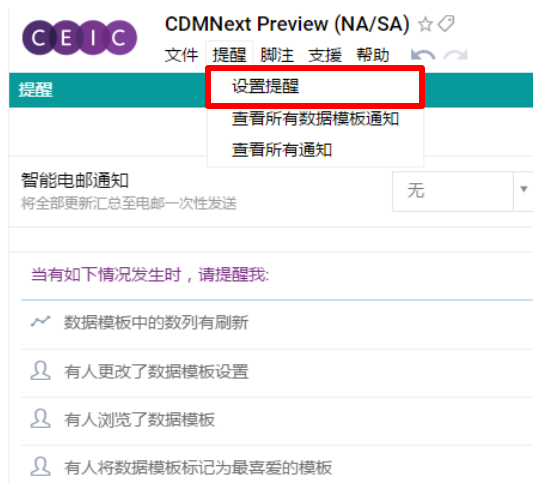 CEIC
CDMNext Preview (NA/SA)
文件 提醒 脚注 支援 帮助
提醒
设置提醒
查看所有数据模板通知
查看所有通知
智能电邮通知
将全部更新汇总至电邮一次性发送
无
当有如下情况发生时，请提醒我:
数据模板中的数列有刷新
有人更改了数据模板设置
有人浏览了数据模板
有人将数据模板标记为最喜爱的模板